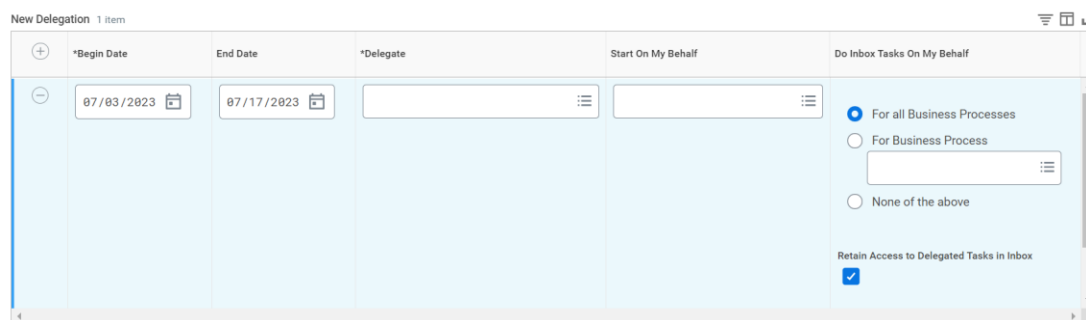 New Delegation 1 item
*Begin Date End Date *Delegate Start On My Behalf Do Inbox Tasks On My Behalf
07/03/2023 07/17/2023
For all Business Processes
For Business Process
None of the above
Retain Access to Delegated Tasks in Inbox